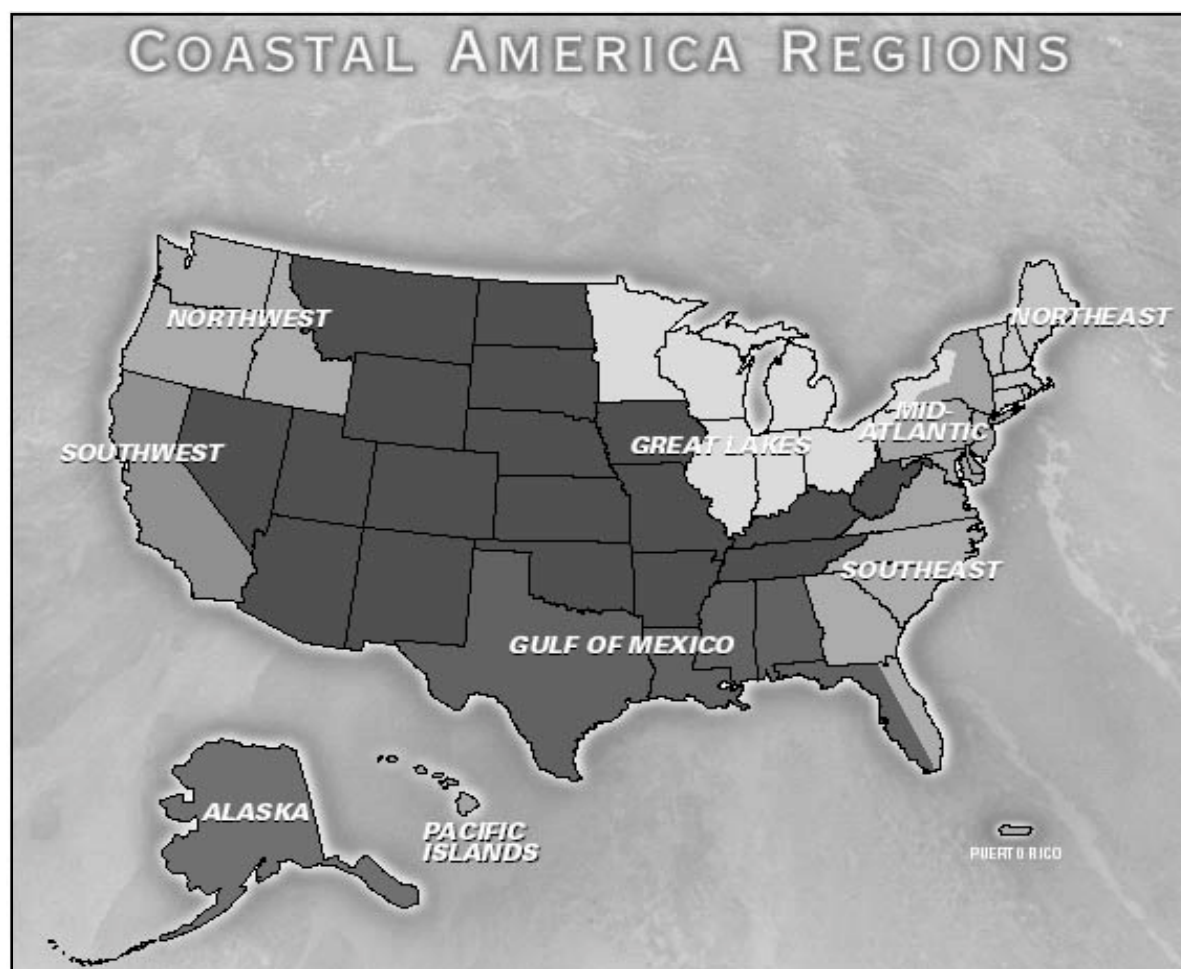 COASTAL AMERICA REGIONS
NORTHWEST
NORTHEAST
MID-
ATLANTIC
SOUTHWEST
GREAT LAKES
SOUTHEAST
GULF OF MEXICO
ALASKA
PACIFIC
ISLANDS
PUERTO RICO